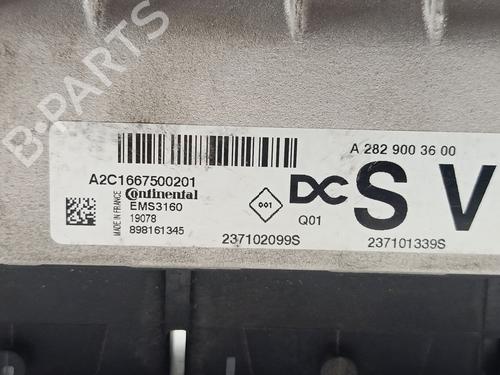 B-PARTS
A 282 900 36 00
A2C1667500201
Continental
EMS3160
19078
898161345
MADE IN FRANCE
001
DC S V
Q01
237102099S
237101339S